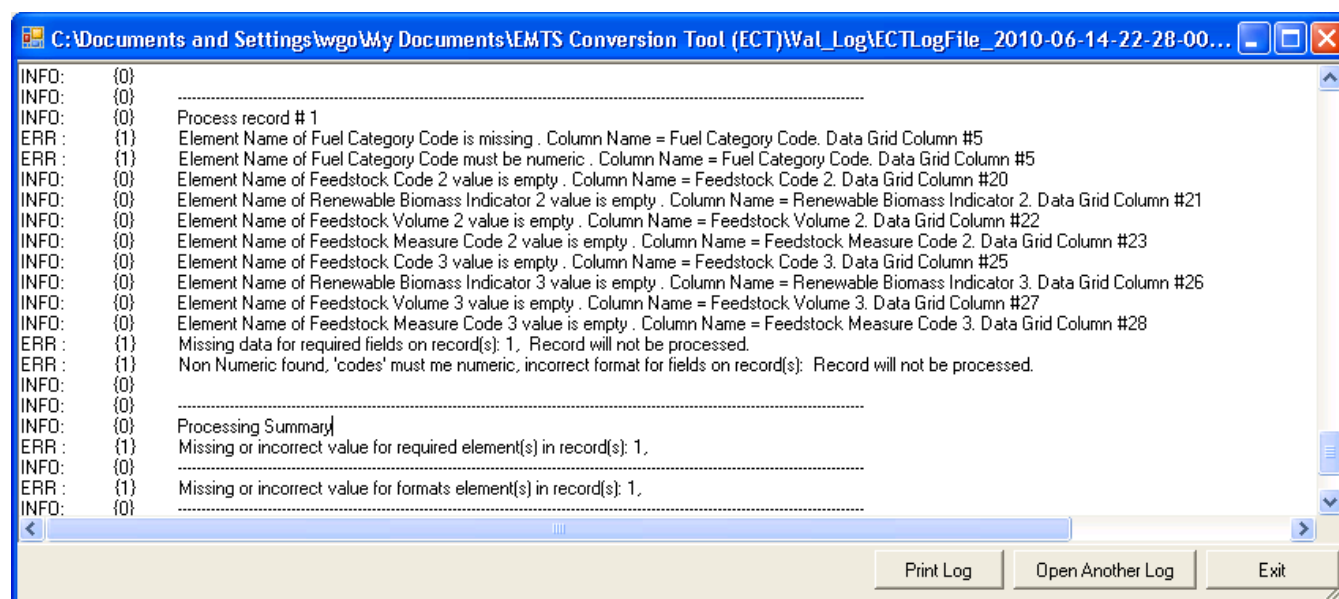 C:\Documents and Settings\wgo\My Documents\EMTS Conversion Tool (ECT)\Val_Log\ECTLogFile_2010-06-14-22-28-00...
INFO: {0}
INFO: {0} --------------------------------------------------------------------------------
INFO: {0} Process record # 1
ERR : {1} Element Name of Fuel Category Code is missing . Column Name = Fuel Category Code. Data Grid Column #5
ERR : {1} Element Name of Fuel Category Code must be numeric . Column Name = Fuel Category Code. Data Grid Column #5
INFO: {0} Element Name of Feedstock Code 2 value is empty . Column Name = Feedstock Code 2. Data Grid Column #20
INFO: {0} Element Name of Renewable Biomass Indicator 2 value is empty . Column Name = Renewable Biomass Indicator 2. Data Grid Column #21
INFO: {0} Element Name of Feedstock Volume 2 value is empty . Column Name = Feedstock Volume 2. Data Grid Column #22
INFO: {0} Element Name of Feedstock Measure Code 2 value is empty . Column Name = Feedstock Measure Code 2. Data Grid Column #23
INFO: {0} Element Name of Feedstock Code 3 value is empty . Column Name = Feedstock Code 3. Data Grid Column #25
INFO: {0} Element Name of Renewable Biomass Indicator 3 value is empty . Column Name = Renewable Biomass Indicator 3. Data Grid Column #26
INFO: {0} Element Name of Feedstock Volume 3 value is empty . Column Name = Feedstock Volume 3. Data Grid Column #27
INFO: {0} Element Name of Feedstock Measure Code 3 value is empty . Column Name = Feedstock Measure Code 3. Data Grid Column #28
ERR : {1} Missing data for required fields on record(s): 1, Record will not be processed.
ERR : {1} Non Numeric found, 'codes' must me numeric, incorrect format for fields on record(s): Record will not be processed.
INFO: {0}
INFO: {0} --------------------------------------------------------------------------------
INFO: {0} Processing Summary
ERR : {1} Missing or incorrect value for required element(s) in record(s): 1,
INFO: {0} --------------------------------------------------------------------------------
ERR : {1} Missing or incorrect value for formats element(s) in record(s): 1,
INFO: {0} --------------------------------------------------------------------------------
Print Log Open Another Log Exit